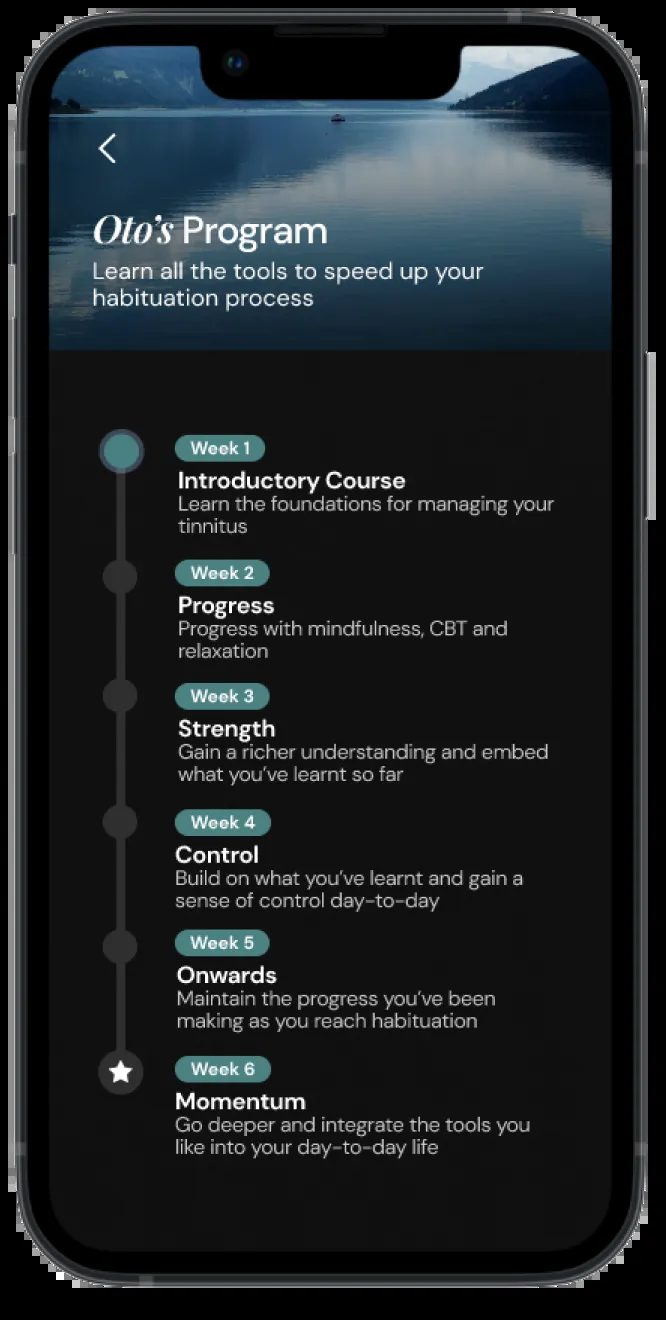 Oto’s Program
Learn all the tools to speed up your
habituation process
Week 1
Introductory Course
Learn the foundations for managing your
tinnitus
Week 2
Progress
Progress with mindfulness, CBT and
relaxation
Week 3
Strength
Gain a richer understanding and embed
what you’ve learnt so far
Week 4
Control
Build on what you’ve learnt and gain a
sense of control day-to-day
Week 5
Onwards
Maintain the progress you’ve been
making as you reach habituation
Week 6
Momentum
Go deeper and integrate the tools you
like into your day-to-day life